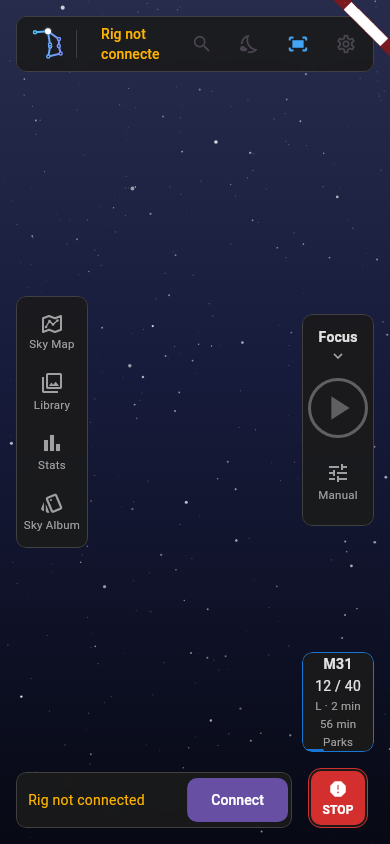 Rig not
connecte
Sky Map
Library
Stats
Sky Album
Focus
Manual
M31
12 / 40
L · 2 min
56 min
Parks
Rig not connected
Connect
STOP